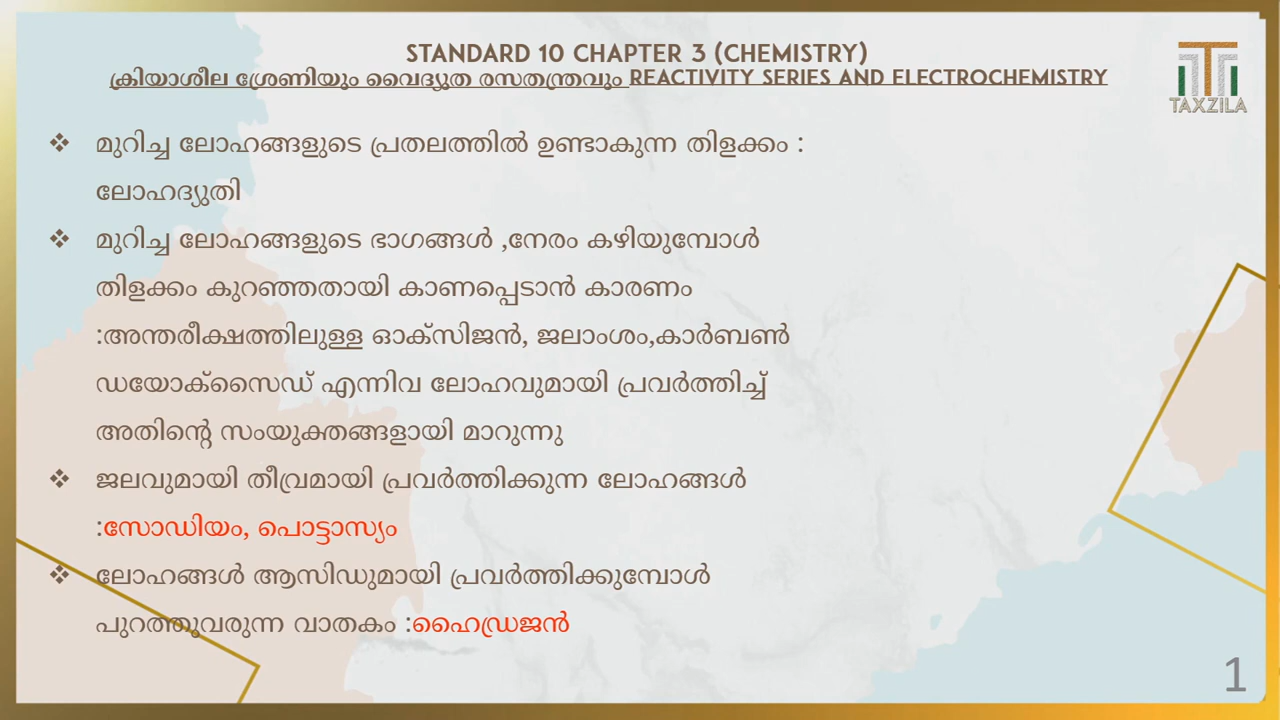 STANDARD 10 CHAPTER 3 (CHEMISTRY)
ക്രിയാശീല ശ്രേണിയും വൈദ്യുത രസതന്ത്രവും REACTIVITY SERIES AND ELECTROCHEMISTRY
TAXZILA
❖ മുറിച്ച ലോഹങ്ങളുടെ പ്രതലത്തിൽ ഉണ്ടാകുന്ന തിളക്കം :
ലോഹദ്യുതി
❖ മുറിച്ച ലോഹങ്ങളുടെ ഭാഗങ്ങൾ ,നേരം കഴിയുമ്പോൾ
തിളക്കം കുറഞ്ഞതായി കാണപ്പെടാൻ കാരണം
:അന്തരീക്ഷത്തിലുള്ള ഓക്സിജൻ, ജലാംശം,കാർബൺ
ഡയോക്സൈഡ് എന്നിവ ലോഹവുമായി പ്രവർത്തിച്ച്
അതിന്റെ സംയുക്തങ്ങളായി മാറുന്നു
❖ ജലവുമായി തീവ്രമായി പ്രവർത്തിക്കുന്ന ലോഹങ്ങൾ
:സോഡിയം, പൊട്ടാസ്യം
❖ ലോഹങ്ങൾ ആസിഡുമായി പ്രവർത്തിക്കുമ്പോൾ
പുറത്തുവരുന്ന വാതകം :ഹൈഡ്രജൻ
1